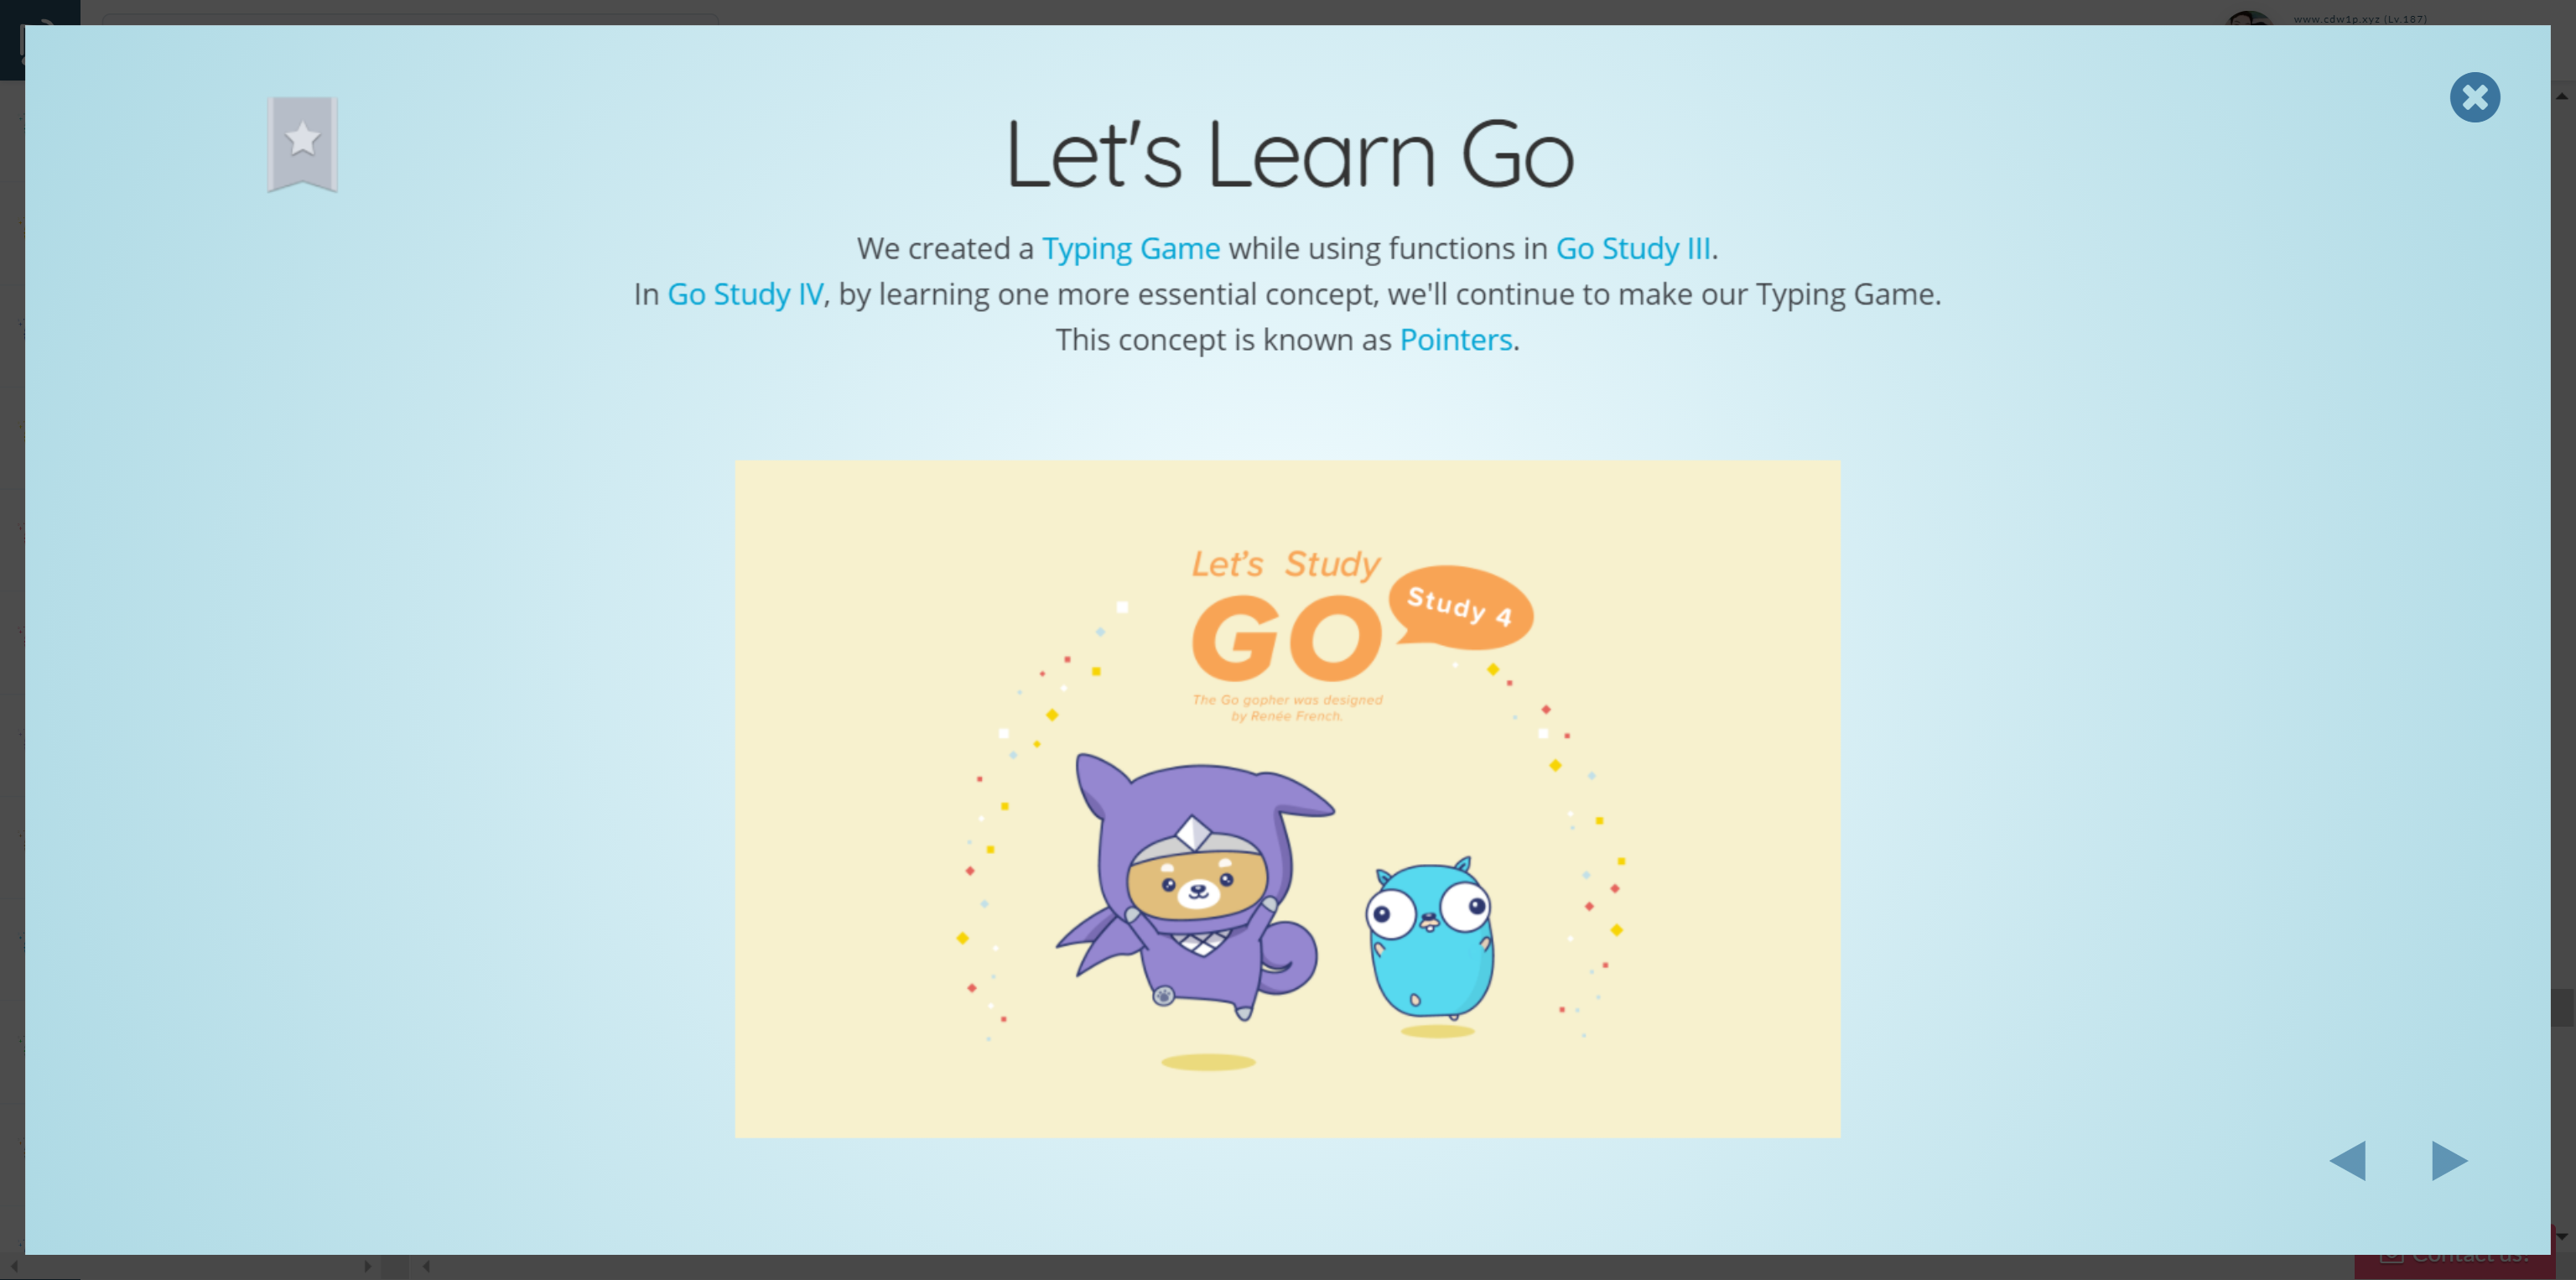 www.cdw1p.xyz (Lv.187)
Let's Learn Go
We created a Typing Game while using functions in Go Study III.
In Go Study IV, by learning one more essential concept, we'll continue to make our Typing Game.
This concept is known as Pointers.
Let's Study
GO
Study 4
The Go gopher was designed
by Renée French.
Contact us!